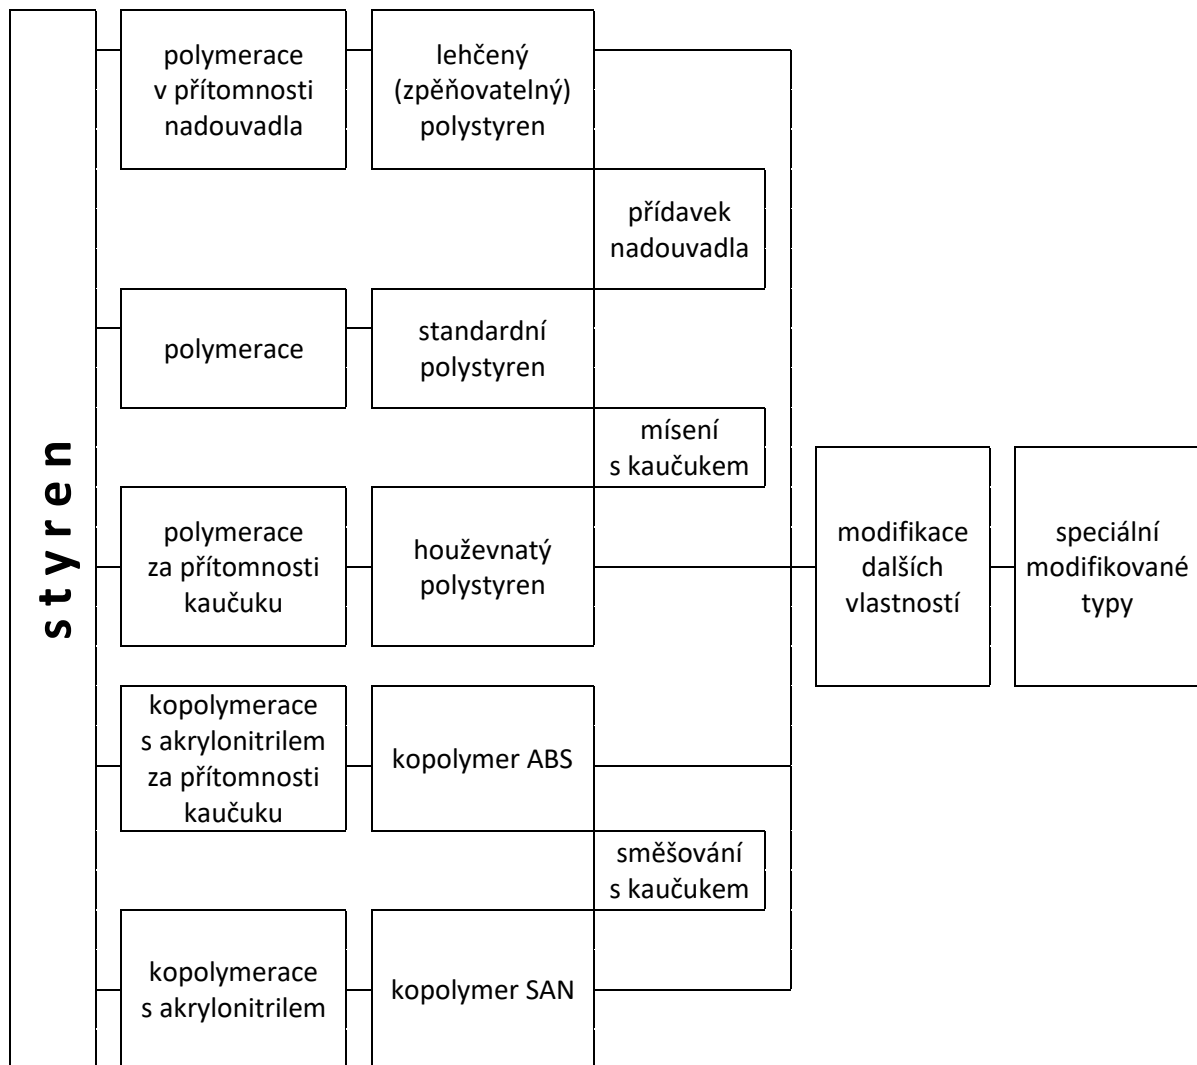 s t y r e n
polymerace
v přítomnosti
nadouvadla
lehčený
(zpěňovatelný)
polystyren
přídavek
nadouvadla
polymerace
standardní
polystyren
mísení
s kaučukem
polymerace
za přítomnosti
kaučuku
houževnatý
polystyren
modifikace
dalších
vlastností
speciální
modifikované
typy
kopolymerace
s akrylonitrilem
za přítomnosti
kaučuku
kopolymer ABS
směšování
s kaučukem
kopolymerace
s akrylonitrilem
kopolymer SAN